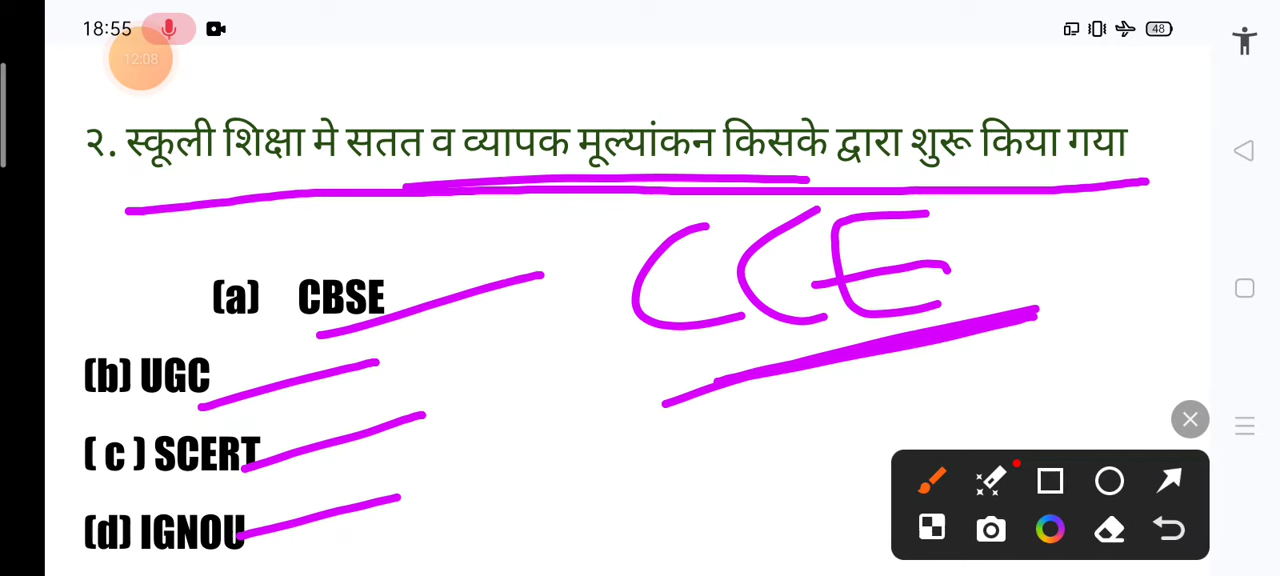 18:55
48
12:08
२. स्कूली शिक्षा मे सतत व व्यापक मूल्यांकन किसके द्वारा शुरू किया गया
CCE
(a) CBSE
(b) UGC
( c ) SCERT
(d) IGNOU